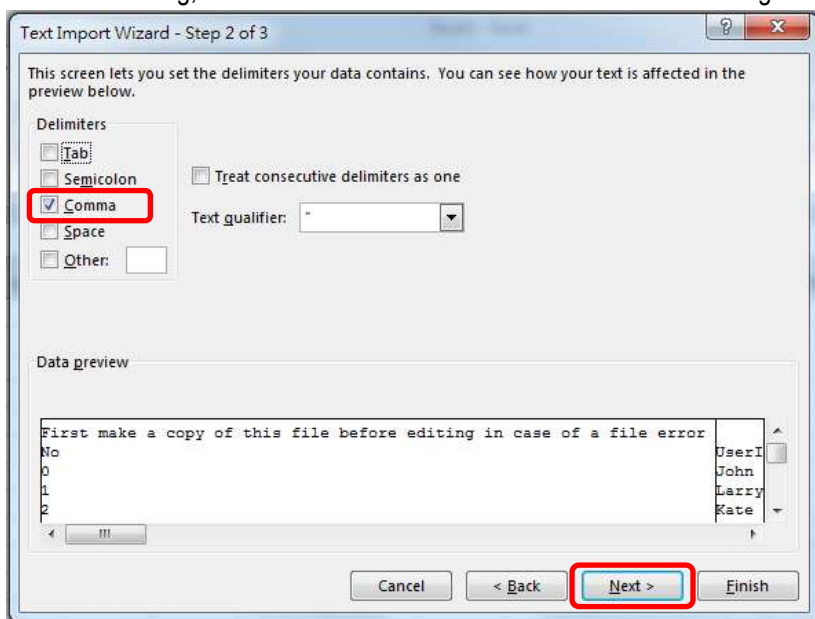 Text Import Wizard - Step 2 of 3
This screen lets you set the delimiters your data contains. You can see how your text is affected in the
preview below.
Delimiters
Tab
Semicolon
Treat consecutive delimiters as one
Comma
Text qualifier: "
Space
Other:
Data preview
First make a copy of this file before editing in case of a file error
No UserI
0 John
1 Larry
2 Kate
Cancel < Back Next > Finish